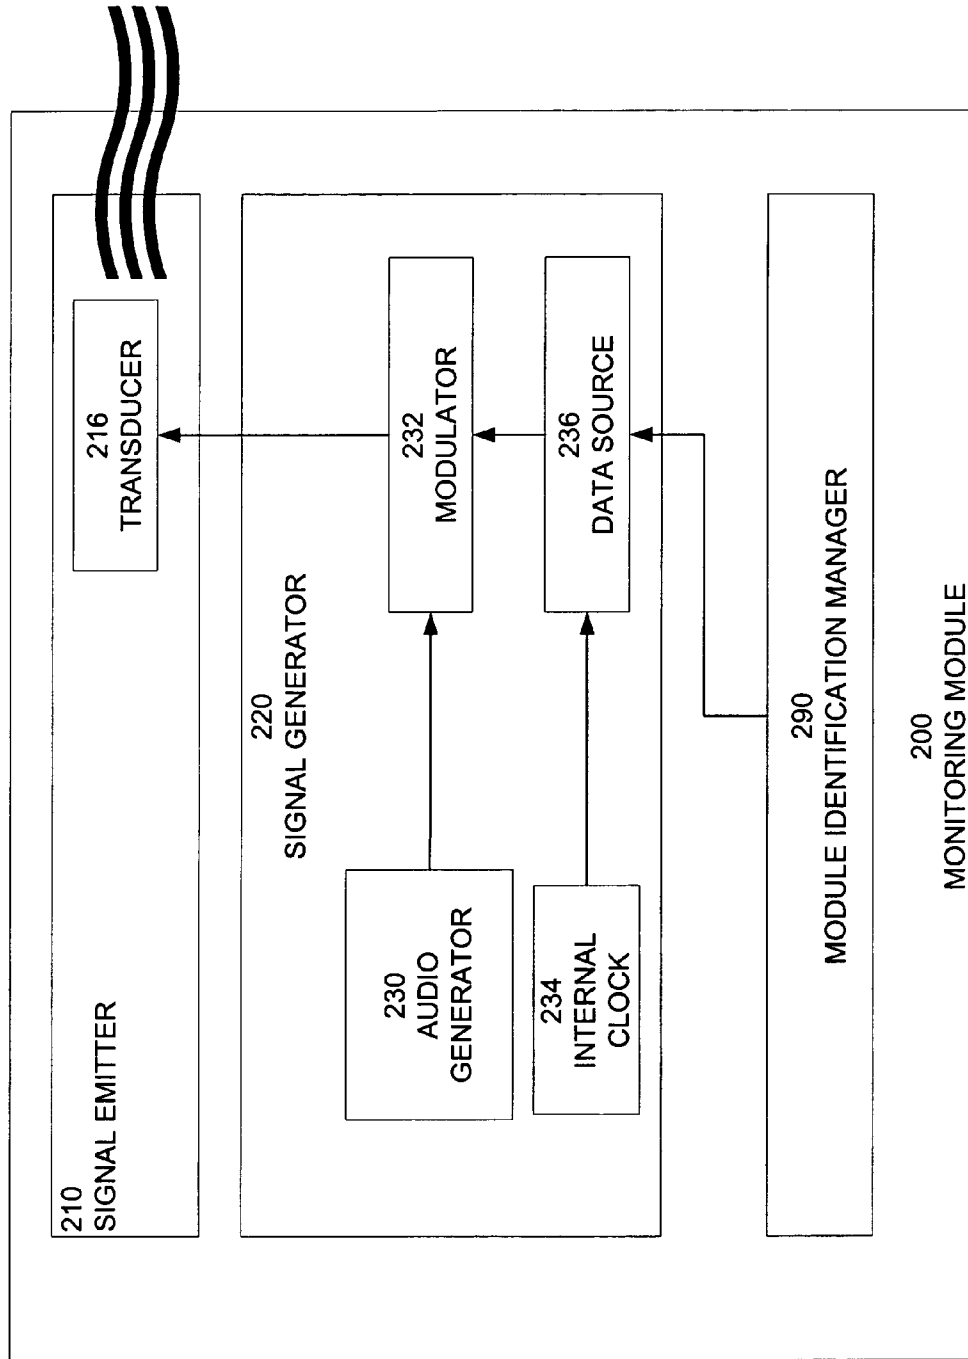 210
SIGNAL EMITTER
216
TRANSDUCER
220
SIGNAL GENERATOR
230
AUDIO
GENERATOR
232
MODULATOR
234
INTERNAL
CLOCK
236
DATA SOURCE
290
MODULE IDENTIFICATION MANAGER
200
MONITORING MODULE